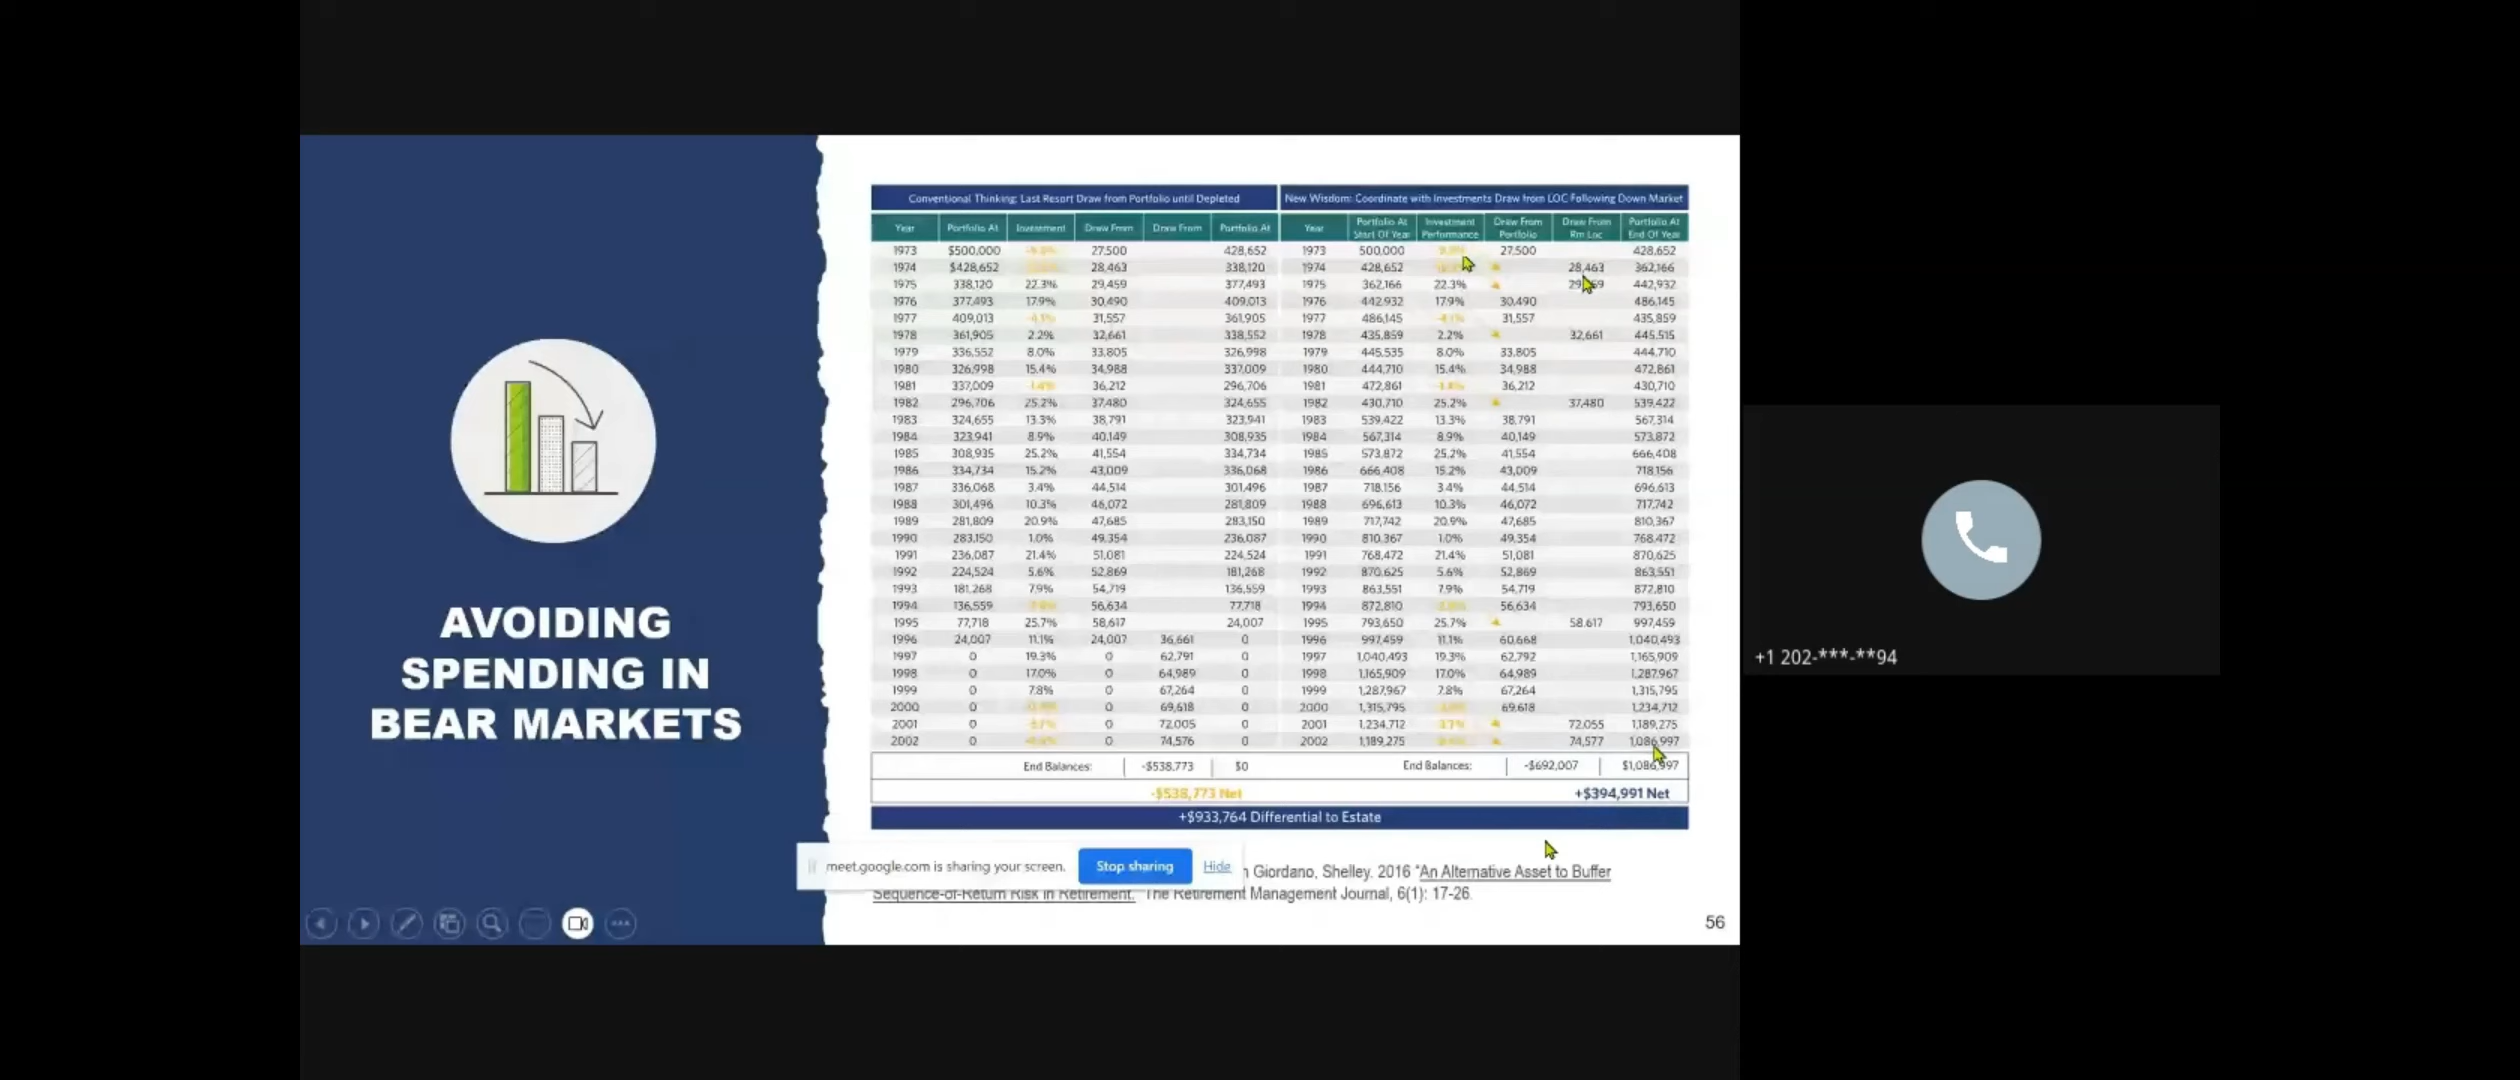 AVOIDING
SPENDING IN
BEAR MARKETS
Conventional Thinking: Last Resort Draw from Portfolio until Depleted
Year Portfolio At Investment Draw From Draw From Portfolio At
1973 $500,000 27,500 428,652
1974 $428,652 28,463 338,120
1975 338,120 22.3% 29,459 377,493
1976 377,493 17.9% 30,490 409,013
1977 409,013 -4.1% 31,557 361,905
1978 361,905 2.2% 32,661 338,552
1979 336,552 8.0% 33,805 326,998
1980 326,998 15.4% 34,988 337,009
1981 337,009 36,212 296,706
1982 296,706 25.2% 37,480 324,655
1983 324,655 13.3% 38,791 323,941
1984 323,941 8.9% 40,149 308,935
1985 308,935 25.2% 41,554 334,734
1986 334,734 15.2% 43,009 336,068
1987 336,068 3.4% 44,514 301,496
1988 301,496 10.3% 46,072 281,809
1989 281,809 20.9% 47,685 283,150
1990 283,150 1.0% 49,354 236,087
1991 236,087 21.4% 51,081 224,524
1992 224,524 5.6% 52,869 181,268
1993 181,268 7.9% 54,719 136,559
1994 136,559 56,634 77,718
1995 77,718 25.7% 58,617 24,007
1996 24,007 11.1% 24,007 36,661 0
1997 0 19.3% 0 62,791 0
1998 0 17.0% 0 64,989 0
1999 0 7.8% 0 67,264 0
2000 0 0 69,618 0
2001 0 0 72,005 0
2002 0 0 74,576 0
End Balances: -$538,773 $0
-$538,773 Net
New Wisdom: Coordinate with Investments Draw from LOC Following Down Market
Year Portfolio At Start Of Year Investment Performance Draw From Portfolio Draw From Rm Loc Portfolio At End Of Year
1973 500,000 27,500 428,652
1974 428,652 28,463 362,166
1975 362,166 22.3% 442,932
1976 442,932 17.9% 30,490 486,145
1977 486,145 -4.1% 31,557 435,859
1978 435,859 2.2% 32,661 445,515
1979 445,535 8.0% 33,805 444,710
1980 444,710 15.4% 34,988 472,861
1981 472,861 36,212 430,710
1982 430,710 25.2% 37,480 539,422
1983 539,422 13.3% 38,791 567,314
1984 567,314 8.9% 40,149 573,872
1985 573,872 25.2% 41,554 666,408
1986 666,408 15.2% 43,009 718,156
1987 718,156 3.4% 44,514 696,613
1988 696,613 10.3% 46,072 717,742
1989 717,742 20.9% 47,685 810,367
1990 810,367 1.0% 49,354 768,472
1991 768,472 21.4% 51,081 870,625
1992 870,625 5.6% 52,869 863,551
1993 863,551 7.9% 54,719 872,810
1994 872,810 56,634 793,650
1995 793,650 25.7% 58,617 997,459
1996 997,459 11.1% 60,668 1,040,493
1997 1,040,493 19.3% 62,792 1,165,909
1998 1,165,909 17.0% 64,989 1,287,967
1999 1,287,967 7.8% 67,264 1,315,795
2000 1,315,795 69,618 1,234,712
2001 1,234,712 72,055 1,189,275
2002 1,189,275 74,577 1,086,997
End Balances: -$692,007 $1,086,997
+$394,991 Net
+$933,764 Differential to Estate
meet.google.com is sharing your screen. Stop sharing Hide
Giordano, Shelley. 2016 "An Alternative Asset to Buffer
Sequence-of-Return Risk in Retirement. The Retirement Management Journal, 6(1): 17-26.
56
+1 202-***-**94